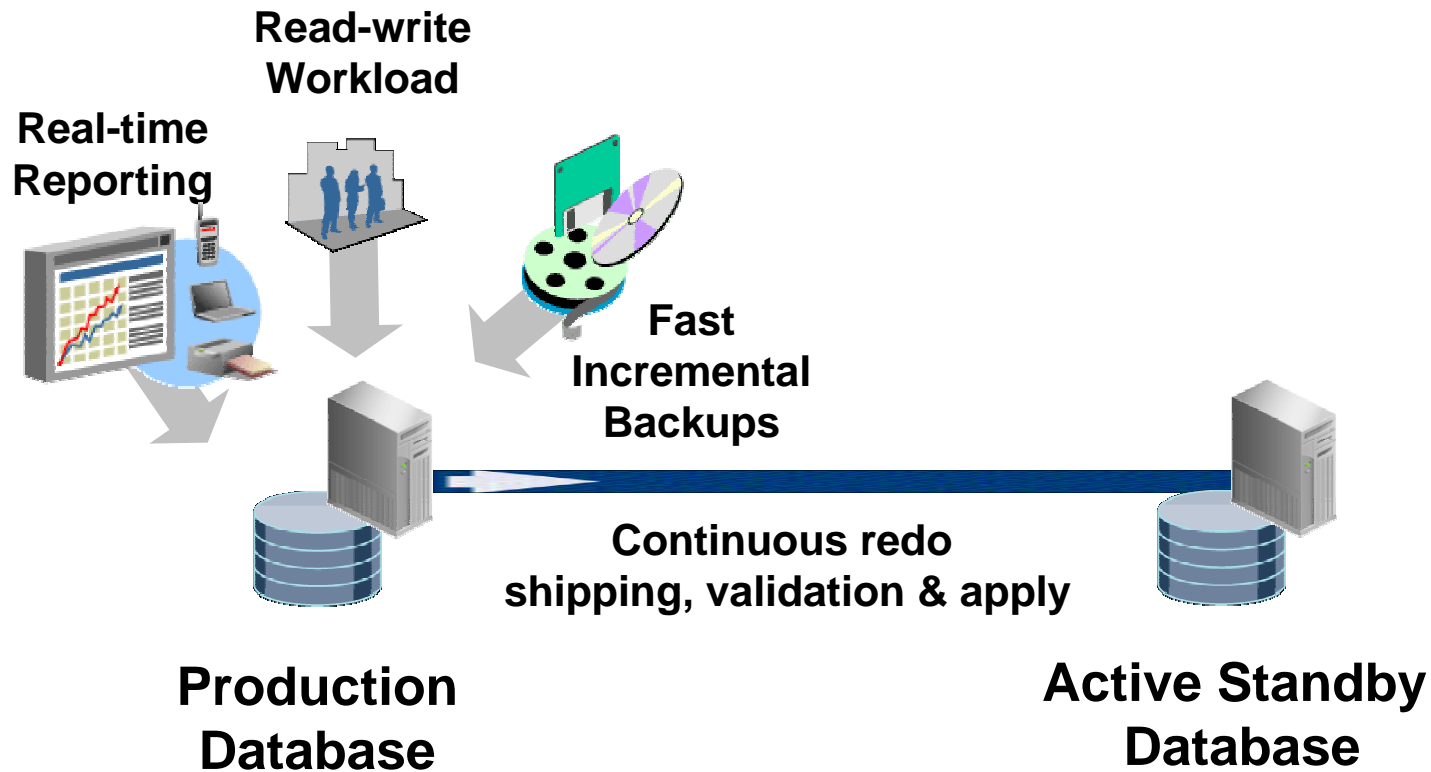 Read-write
Workload
Real-time
Reporting
Fast
Incremental
Backups
Continuous redo
shipping, validation & apply
Production
Database
Active Standby
Database